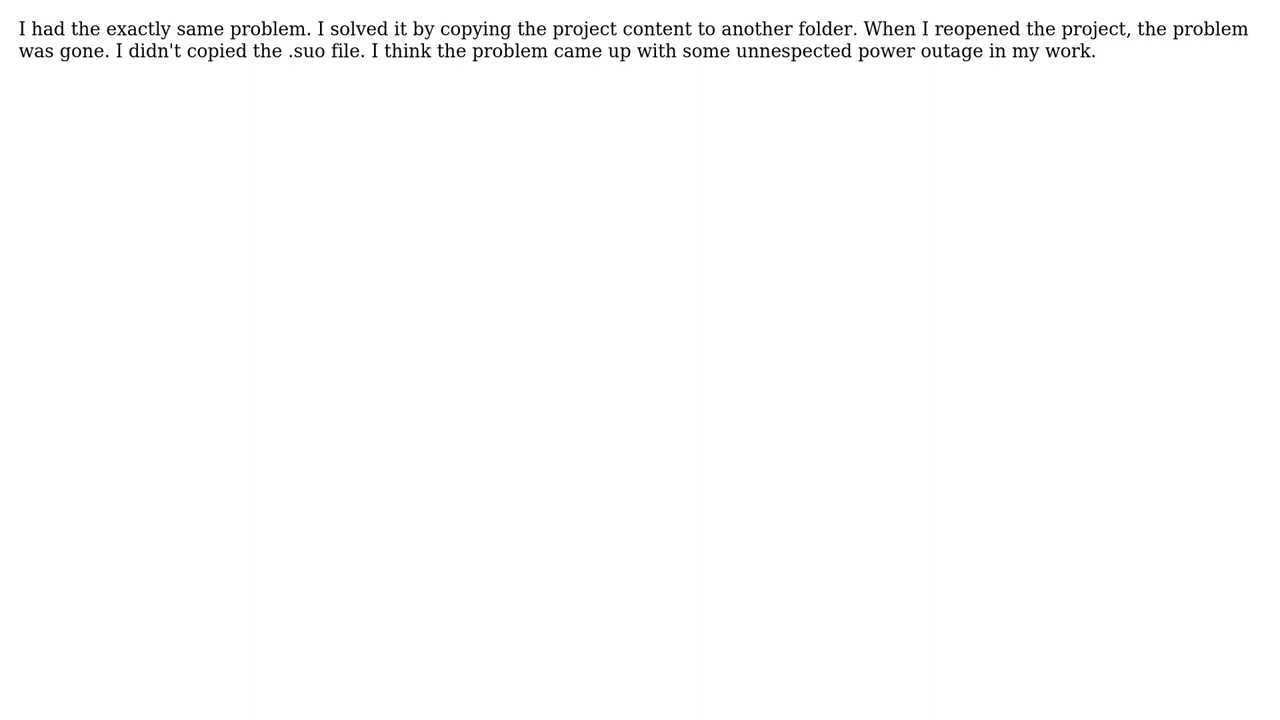 I had the exactly same problem. I solved it by copying the project content to another folder. When I reopened the project, the problem
was gone. I didn't copied the .suo file. I think the problem came up with some unnespected power outage in my work.